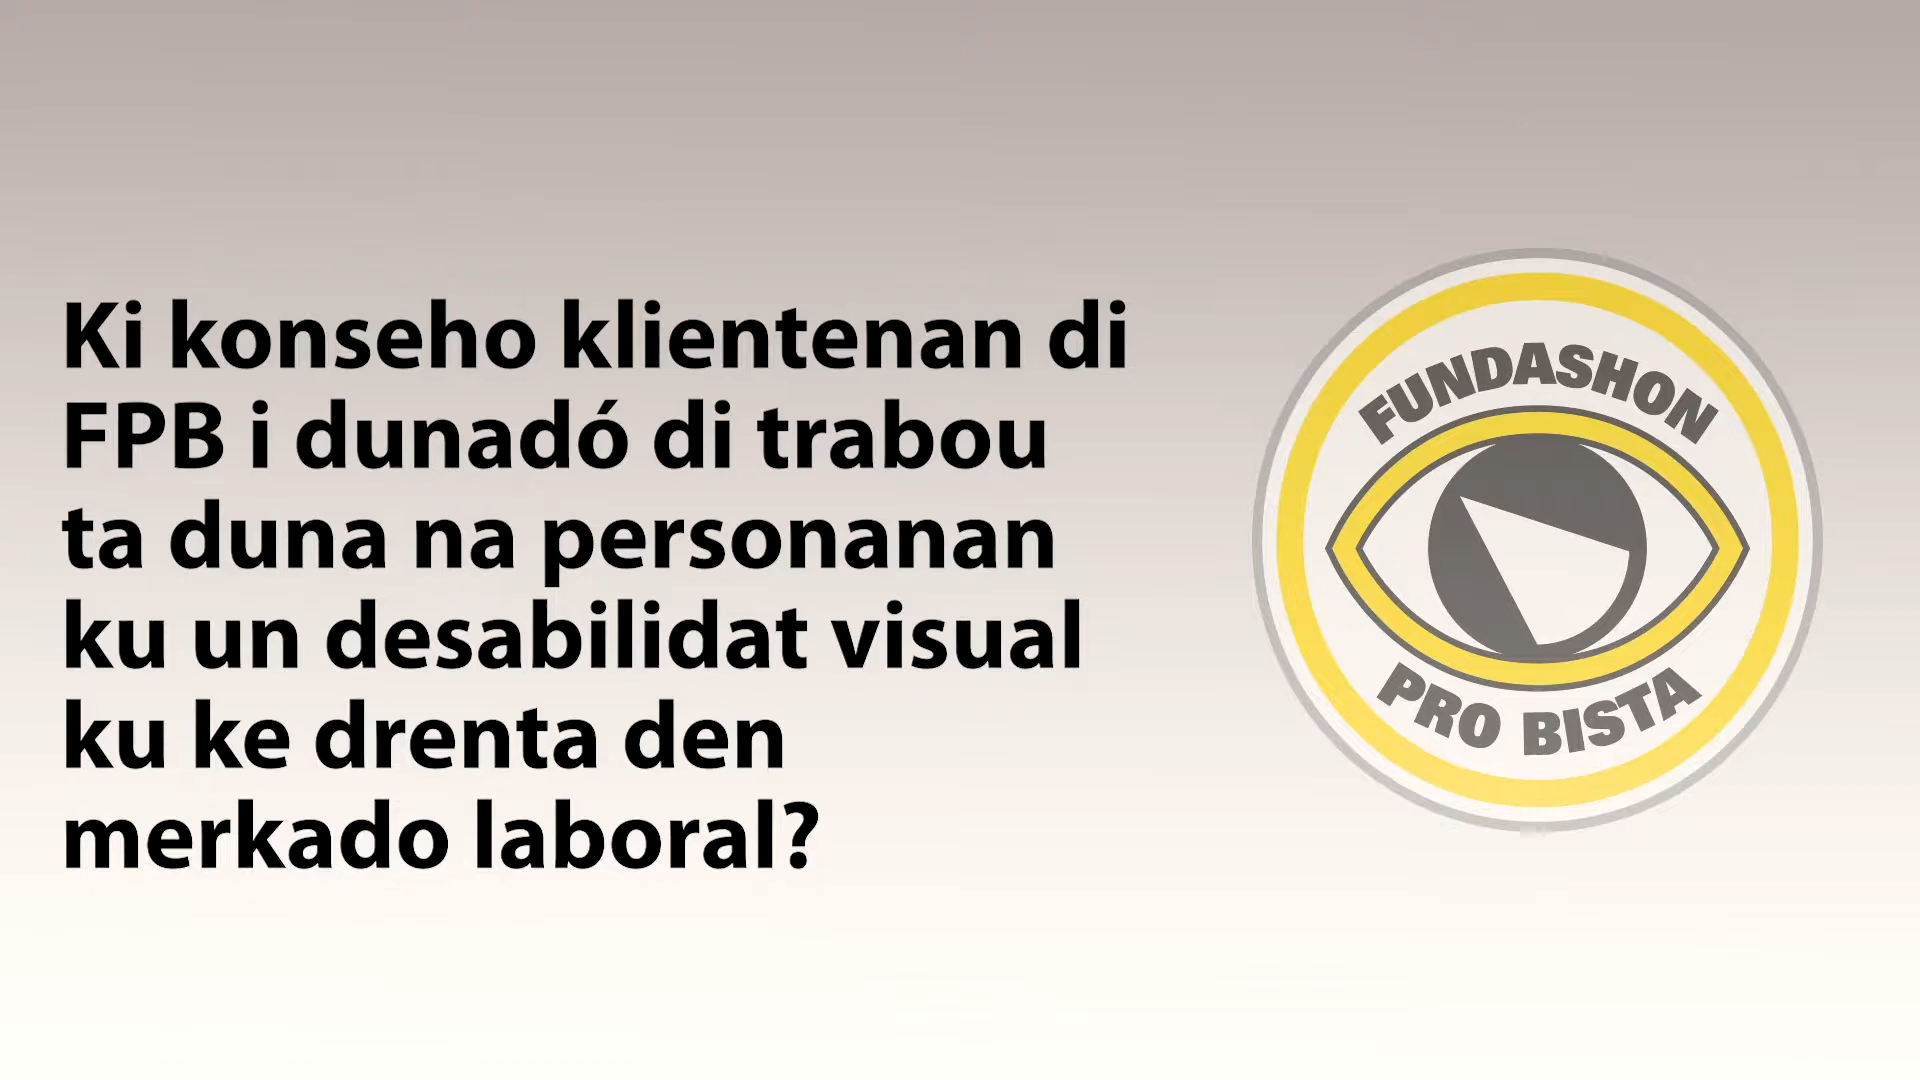 Ki konseho klientenan di
FPB i dunadó di trabou
ta duna na personanan
ku un desabilidat visual
ku ke drenta den
merkado laboral?
FUNDASHON
PRO BISTA